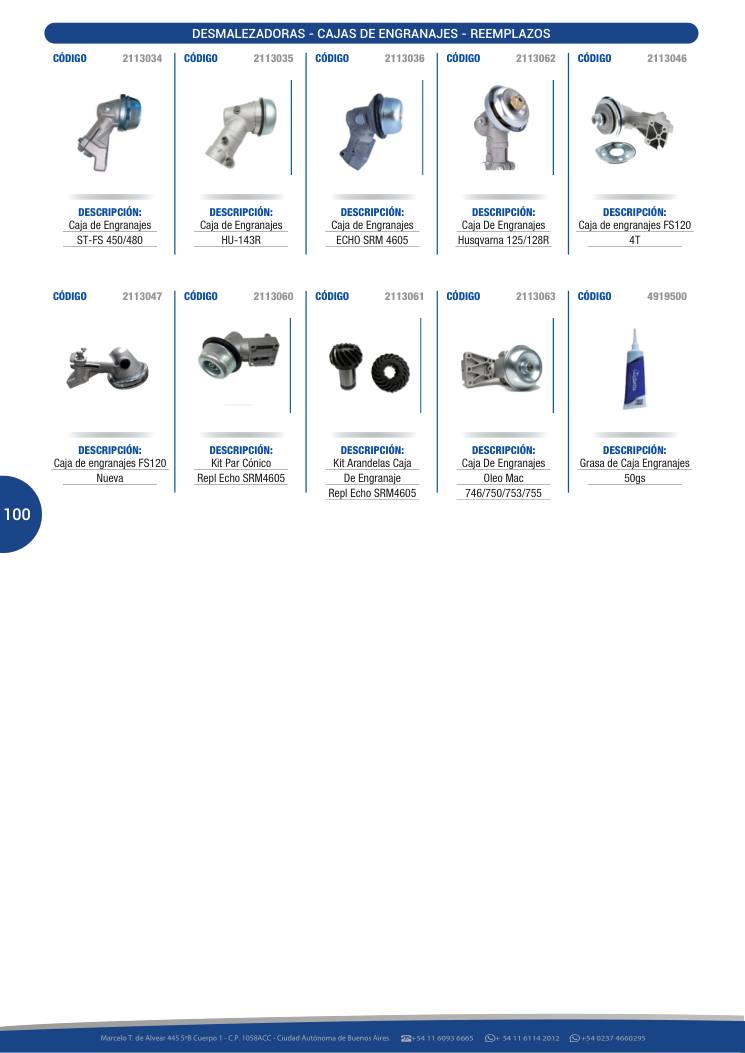 DESMALEZADORAS - CAJAS DE ENGRANAJES - REEMPLAZOS
CÓDIGO 2113034
DESCRIPCIÓN:
Caja de Engranajes
ST-FS 450/480
CÓDIGO 2113035
DESCRIPCIÓN:
Caja de Engranajes
HU-143R
CÓDIGO 2113036
DESCRIPCIÓN:
Caja de Engranajes
ECHO SRM 4605
CÓDIGO 2113062
DESCRIPCIÓN:
Caja De Engranajes
Husqvarna 125/128R
CÓDIGO 2113046
DESCRIPCIÓN:
Caja de engranajes FS120
4T
CÓDIGO 2113047
DESCRIPCIÓN:
Caja de engranajes FS120
Nueva
CÓDIGO 2113060
DESCRIPCIÓN:
Kit Par Cónico
Repl Echo SRM4605
CÓDIGO 2113061
DESCRIPCIÓN:
Kit Arandelas Caja
De Engranaje
Repl Echo SRM4605
CÓDIGO 2113063
DESCRIPCIÓN:
Caja De Engranajes
Oleo Mac
746/750/753/755
CÓDIGO 4919500
DESCRIPCIÓN:
Grasa de Caja Engranajes
50gs
100
Marcelo T. de Alvear 445 5ºB Cuerpo 1 - C.P. 1058ACC - Ciudad Autónoma de Buenos Aires +54 11 6093 6665 + 54 11 6114 2012 +54 0237 4660295